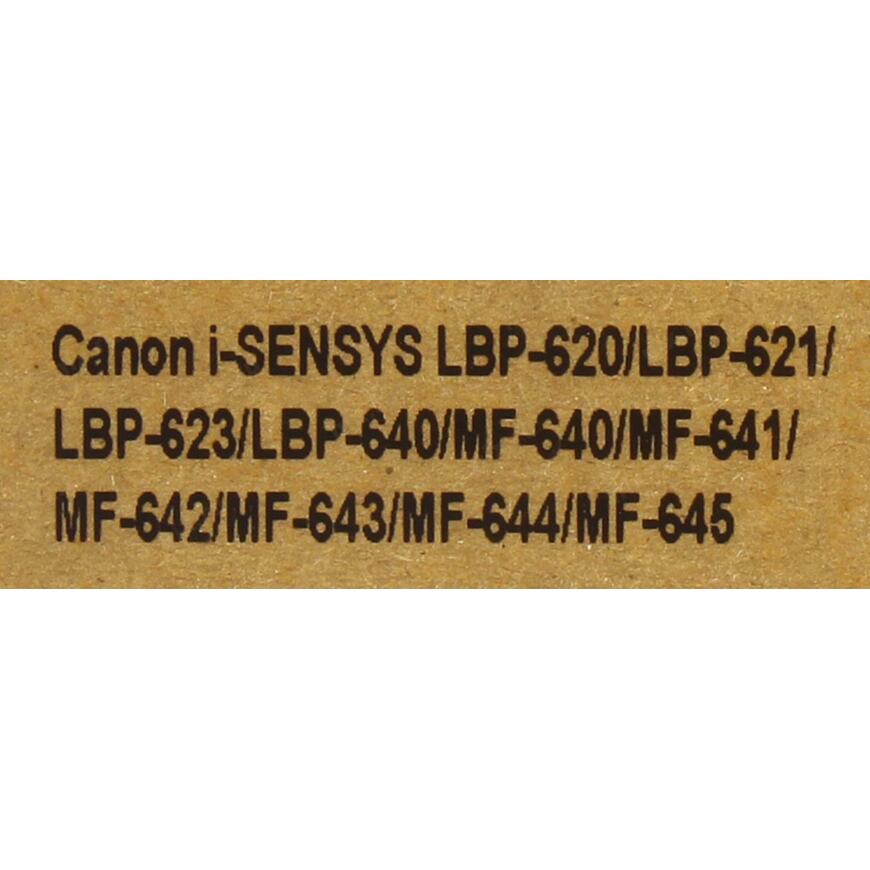 Canon i-SENSYS LBP-620/LBP-621/
LBP-623/LBP-640/MF-640/MF-641/
MF-642/MF-643/MF-644/MF-645